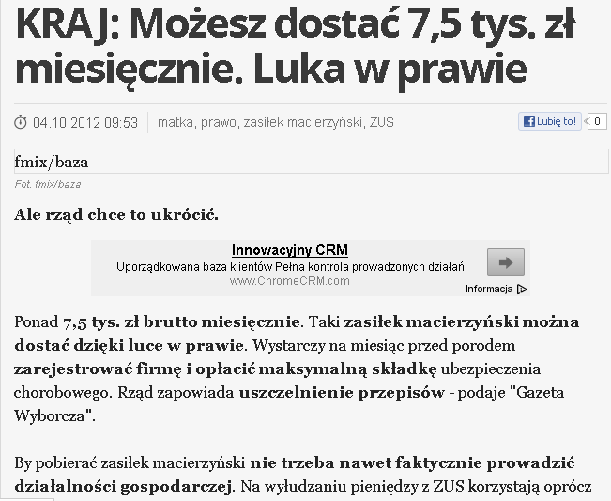 KRAJ: Możesz dostać 7,5 tys. zł
miesięcznie. Luka w prawie
04.10.2012 09:53 matka, prawo, zasiłek macierzyński, ZUS Lubię to! 0
fmix/baza
Fot. fmix/baza
Ale rząd chce to ukrócić.
Innowacyjny CRM
Uporządkowana baza klientów Pełna kontrola prowadzonych działań
www.ChromeCRM.com
Informacja
Ponad 7,5 tys. zł brutto miesięcznie. Taki zasiłek macierzyński można
dostać dzięki luce w prawie. Wystarczy na miesiąc przed porodem
zarejestrować firmę i opłacić maksymalną składkę ubezpieczenia
chorobowego. Rząd zapowiada uszczelnienie przepisów - podaje "Gazeta
Wyborcza".
By pobierać zasiłek macierzyński nie trzeba nawet faktycznie prowadzić
działalności gospodarczej. Na wyłudzaniu pieniędzy z ZUS korzystają oprócz